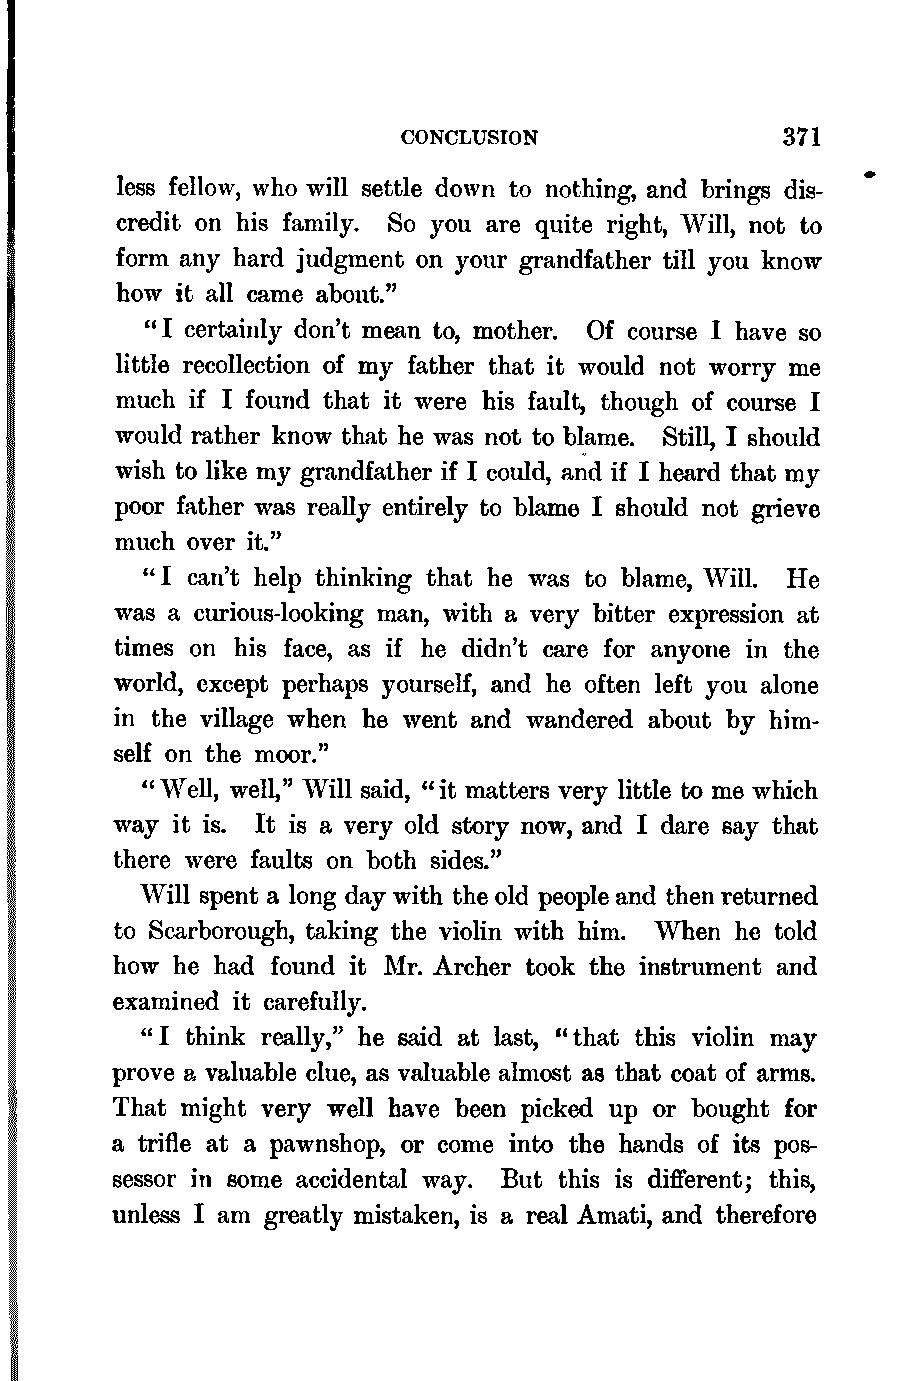 CONCLUSION 371
less fellow, who will settle down to nothing, and brings dis-
credit on his family. So you are quite right, Will, not to
form any hard judgment on your grandfather till you know
how it all came about."
"I certainly don't mean to, mother. Of course I have so
little recollection of my father that it would not worry me
much if I found that it were his fault, though of course I
would rather know that he was not to blame. Still, I should
wish to like my grandfather if I could, and if I heard that my
poor father was really entirely to blame I should not grieve
much over it."
"I can't help thinking that he was to blame, Will. He
was a curious-looking man, with a very bitter expression at
times on his face, as if he didn't care for anyone in the
world, except perhaps yourself, and he often left you alone
in the village when he went and wandered about by him-
self on the moor."
"Well, well," Will said, "it matters very little to me which
way it is. It is a very old story now, and I dare say that
there were faults on both sides."
Will spent a long day with the old people and then returned
to Scarborough, taking the violin with him. When he told
how he had found it Mr. Archer took the instrument and
examined it carefully.
"I think really," he said at last, "that this violin may
prove a valuable clue, as valuable almost as that coat of arms.
That might very well have been picked up or bought for
a trifle at a pawnshop, or come into the hands of its pos-
sessor in some accidental way. But this is different; this,
unless I am greatly mistaken, is a real Amati, and therefore